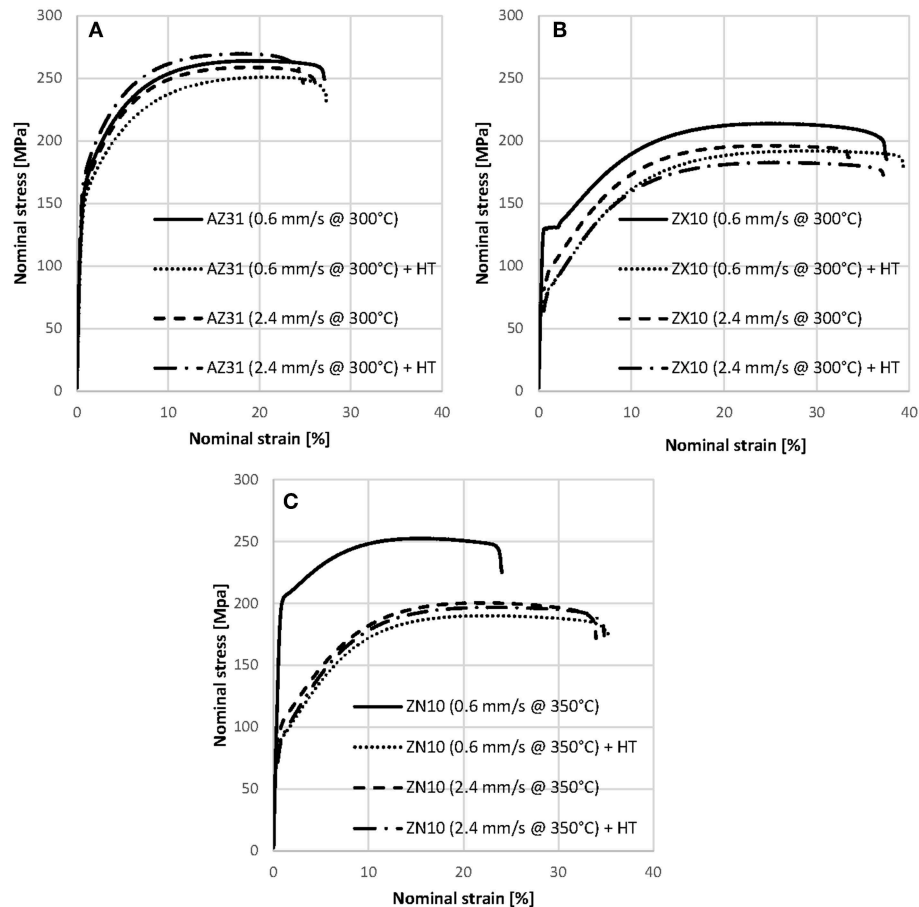 A
300
250
200
150
100
50
0
0
10
20
30
40
Nominal stress [MPa]
Nominal strain [%]
AZ31 (0.6 mm/s @ 300°C)
AZ31 (0.6 mm/s @ 300°C) + HT
AZ31 (2.4 mm/s @ 300°C)
AZ31 (2.4 mm/s @ 300°C) + HT
B
300
250
200
150
100
50
0
0
10
20
30
40
Nominal stress [MPa]
Nominal strain [%]
ZX10 (0.6 mm/s @ 300°C)
ZX10 (0.6 mm/s @ 300°C) + HT
ZX10 (2.4 mm/s @ 300°C)
ZX10 (2.4 mm/s @ 300°C) + HT
C
300
250
200
150
100
50
0
0
10
20
30
40
Nominal stress [Mpa]
Nominal strain [%]
ZN10 (0.6 mm/s @ 350°C)
ZN10 (0.6 mm/s @ 350°C) + HT
ZN10 (2.4 mm/s @ 350°C)
ZN10 (2.4 mm/s @ 350°C) + HT